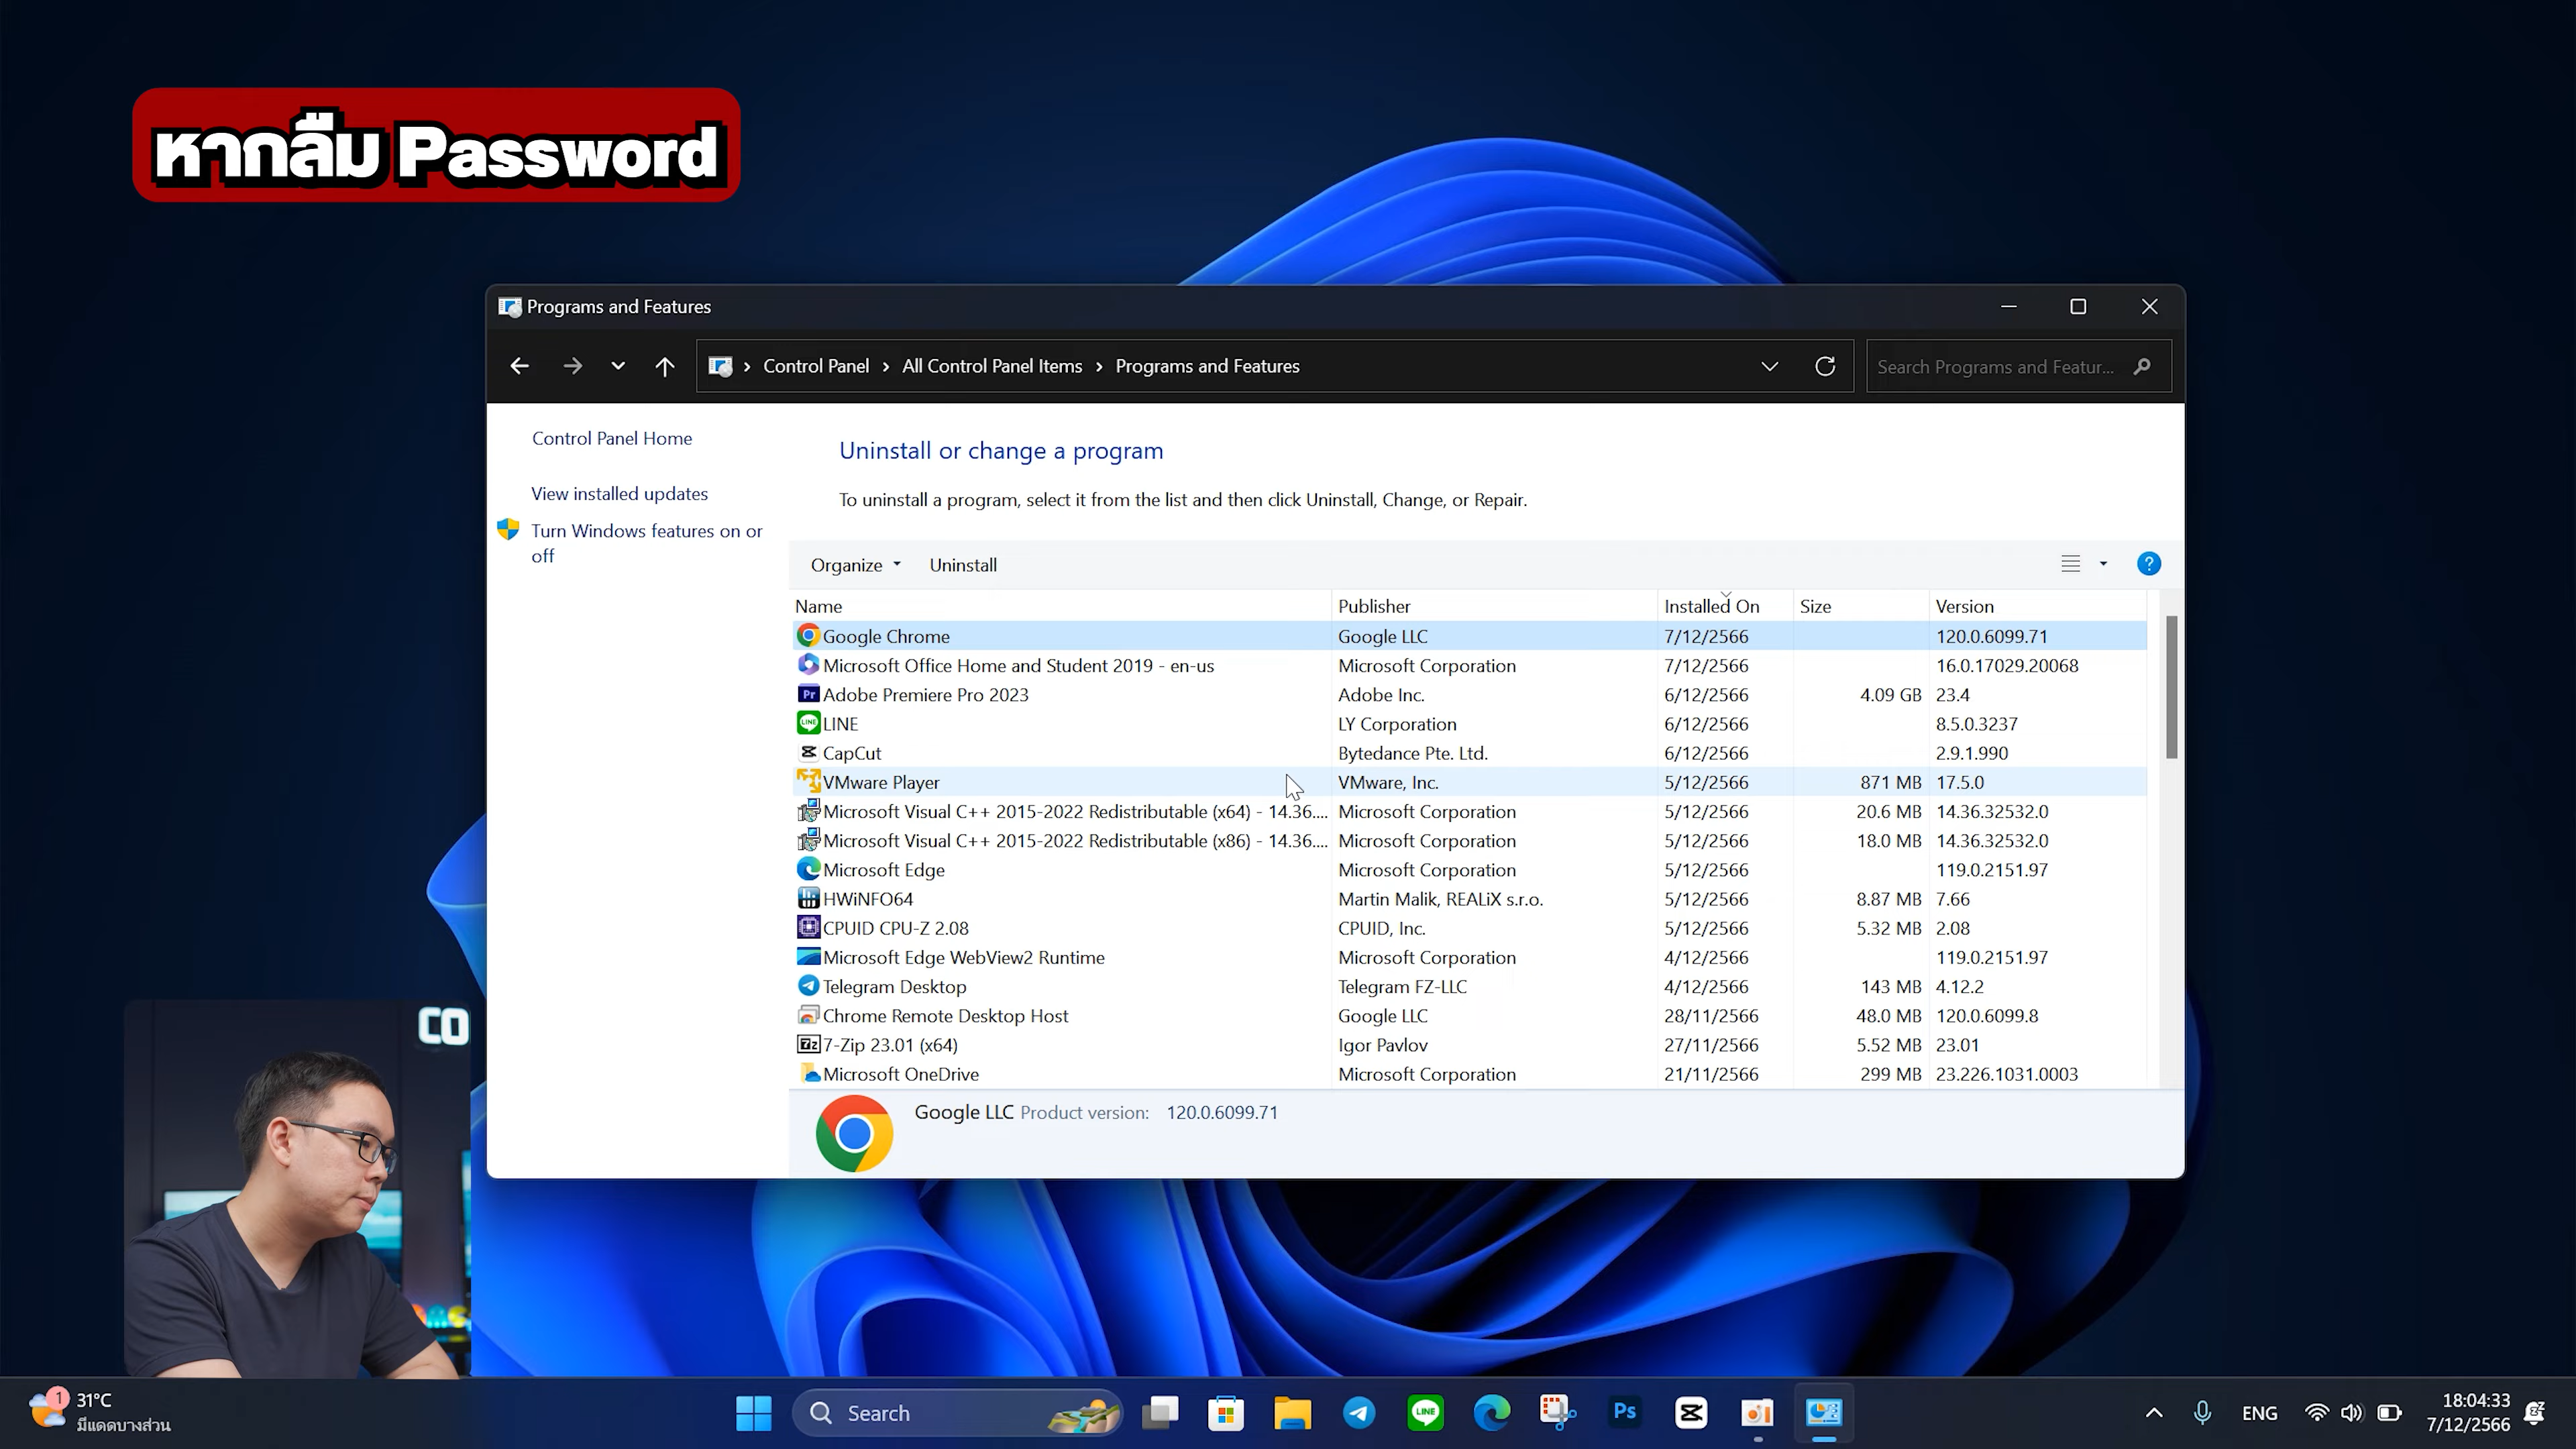 หากลืม Password
Programs and Features
Control Panel > All Control Panel Items > Programs and Features
Search Programs and Featur...
Control Panel Home
View installed updates
Turn Windows features on or
off
Uninstall or change a program
To uninstall a program, select it from the list and then click Uninstall, Change, or Repair.
Organize Uninstall
Name Publisher Installed On Size Version
Google Chrome Google LLC 7/12/2566 120.0.6099.71
Microsoft Office Home and Student 2019 - en-us Microsoft Corporation 7/12/2566 16.0.17029.20068
Pr Adobe Premiere Pro 2023 Adobe Inc. 6/12/2566 4.09 GB 23.4
LINE LINE LY Corporation 6/12/2566 8.5.0.3237
CapCut Bytedance Pte. Ltd. 6/12/2566 2.9.1.990
VMware Player VMware, Inc. 5/12/2566 871 MB 17.5.0
Microsoft Visual C++ 2015-2022 Redistributable (x64) - 14.36.... Microsoft Corporation 5/12/2566 20.6 MB 14.36.32532.0
Microsoft Visual C++ 2015-2022 Redistributable (x86) - 14.36.... Microsoft Corporation 5/12/2566 18.0 MB 14.36.32532.0
Microsoft Edge Microsoft Corporation 5/12/2566 119.0.2151.97
HWiNFO64 Martin Malik, REALiX s.r.o. 5/12/2566 8.87 MB 7.66
CPUID CPU-Z 2.08 CPUID, Inc. 5/12/2566 5.32 MB 2.08
Microsoft Edge WebView2 Runtime Microsoft Corporation 4/12/2566 119.0.2151.97
Telegram Desktop Telegram FZ-LLC 4/12/2566 143 MB 4.12.2
Chrome Remote Desktop Host Google LLC 28/11/2566 48.0 MB 120.0.6099.8
7z 7-Zip 23.01 (x64) Igor Pavlov 27/11/2566 5.52 MB 23.01
Microsoft OneDrive Microsoft Corporation 21/11/2566 299 MB 23.226.1031.0003
Google LLC Product version: 120.0.6099.71
CO
1 31°C
มีแดดบางส่วน
Search
LINE
Ps
ENG
18:04:33
7/12/2566